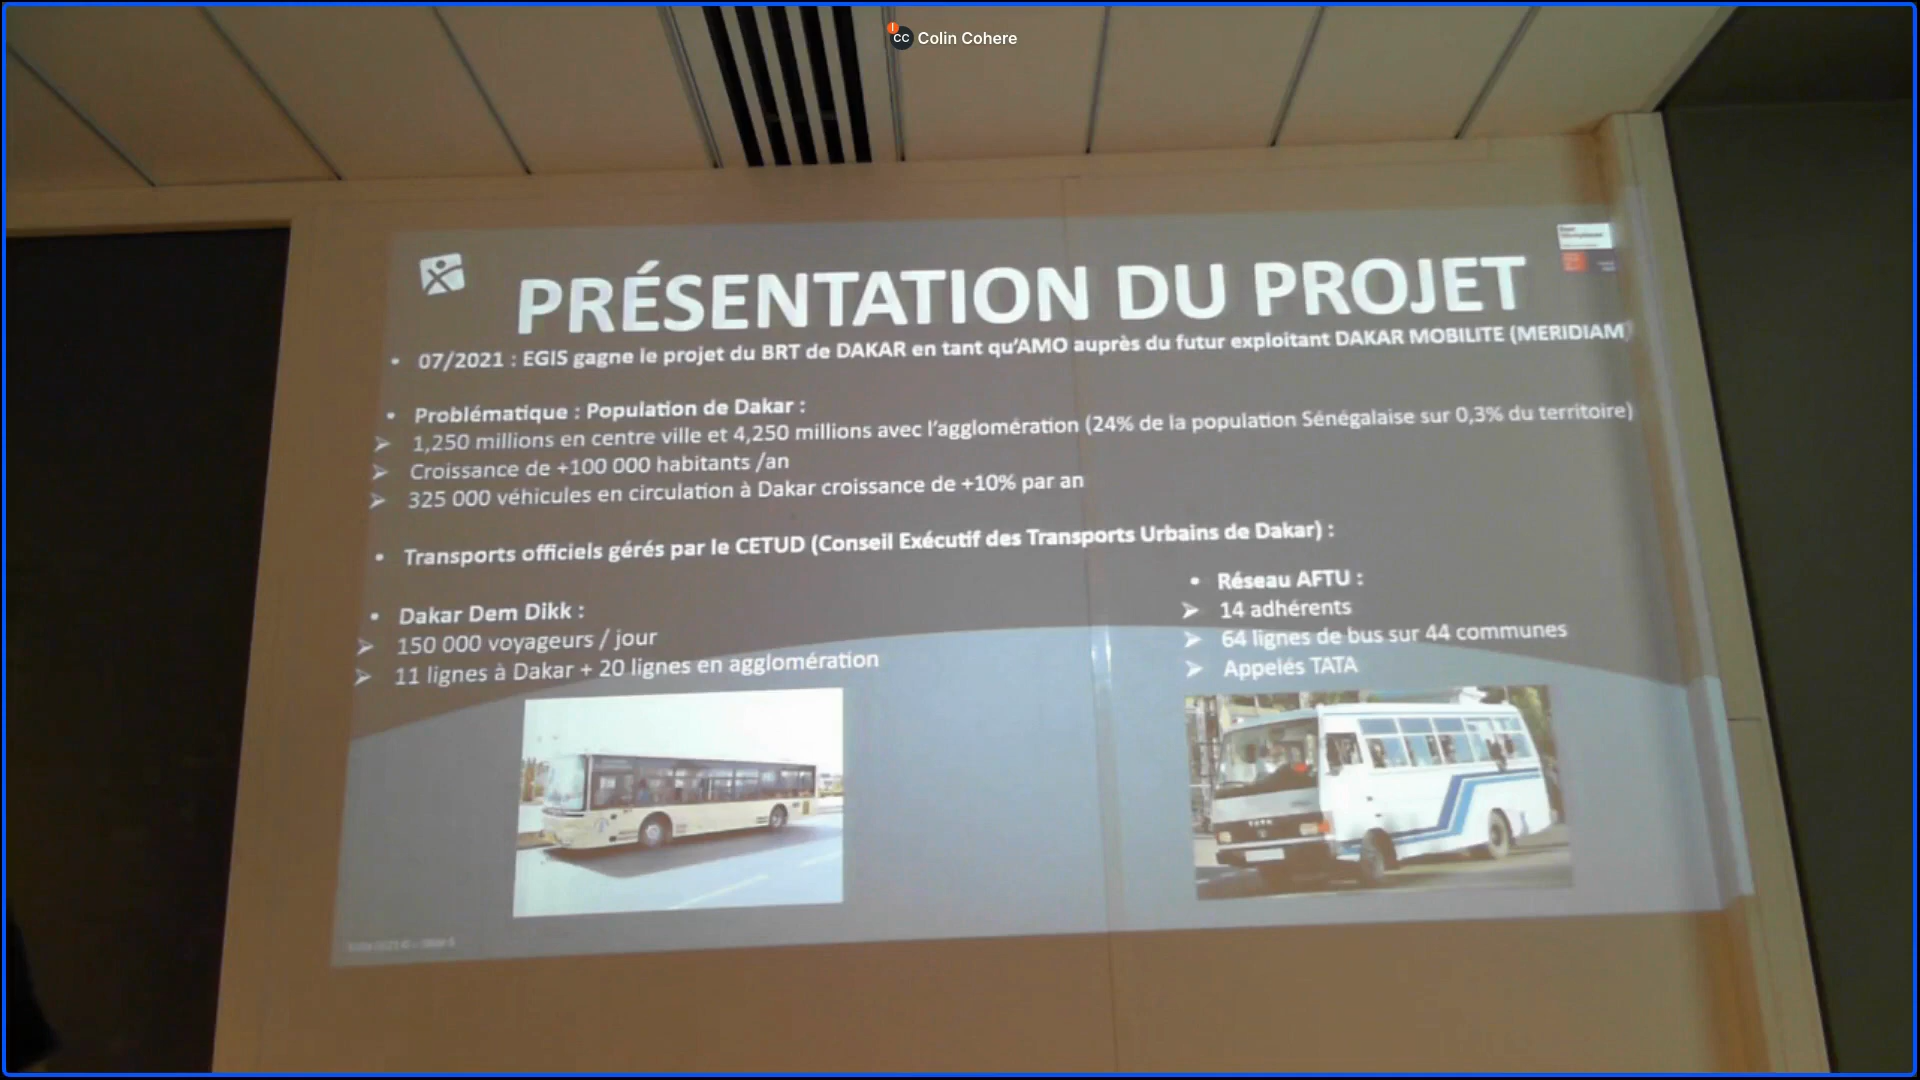 CC Colin Cohere
PRÉSENTATION DU PROJET
• 07/2021 : EGIS gagne le projet du BRT de DAKAR en tant qu'AMO auprès du futur exploitant DAKAR MOBILITE (MERIDIAM)
• Problématique : Population de Dakar :
➢ 1,250 millions en centre ville et 4,250 millions avec l'agglomération (24% de la population Sénégalaise sur 0,3% du territoire)
➢ Croissance de +100 000 habitants /an
➢ 325 000 véhicules en circulation à Dakar croissance de +10% par an
• Transports officiels gérés par le CETUD (Conseil Exécutif des Transports Urbains de Dakar) :
• Dakar Dem Dikk :
➢ 150 000 voyageurs / jour
➢ 11 lignes à Dakar + 20 lignes en agglomération
• Réseau AFTU :
➢ 14 adhérents
➢ 64 lignes de bus sur 44 communes
➢ Appelés TATA
TATA